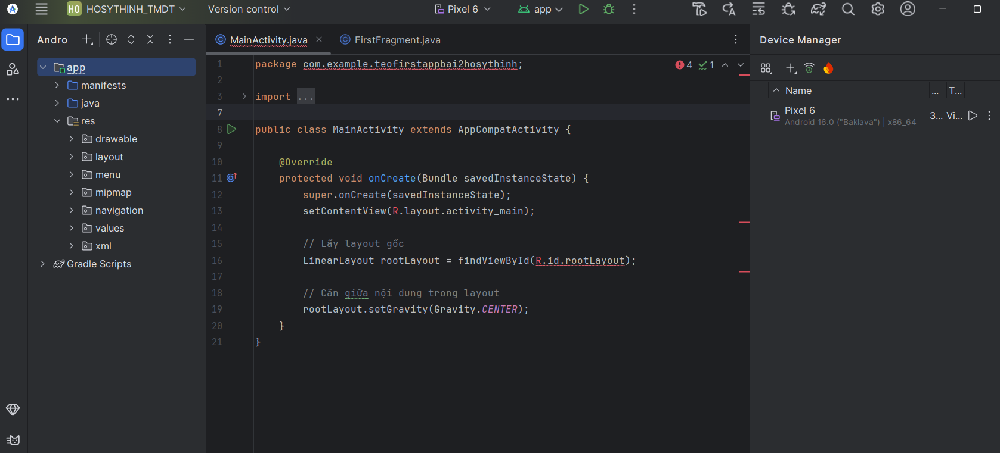 HO HOSYTHINH_TMDT Version control Pixel 6 app
Andro
app
manifests
java
res
drawable
layout
menu
mipmap
navigation
values
xml
Gradle Scripts
MainActivity.java FirstFragment.java
4 1
1 package com.example.teofirstappbai2hosythinh;
2
3 import ...
7
8 public class MainActivity extends AppCompatActivity {
9
10 @Override
11 protected void onCreate(Bundle savedInstanceState) {
12 super.onCreate(savedInstanceState);
13 setContentView(R.layout.activity_main);
14
15 // Lấy layout gốc
16 LinearLayout rootLayout = findViewById(R.id.rootLayout);
17
18 // Căn giữa nội dung trong layout
19 rootLayout.setGravity(Gravity.CENTER);
20 }
21 }
Device Manager
Name ... T...
Pixel 6 3... Vi...
Android 16.0 ("Baklava") | x86_64